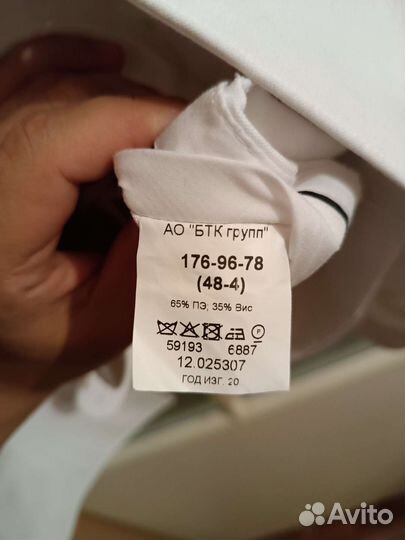 АО "БТК групп"
176-96-78
(48-4)
65% ПЭ; 35% Вис
P
59193 6887
12.025307
ГОД ИЗГ. 20
Avito